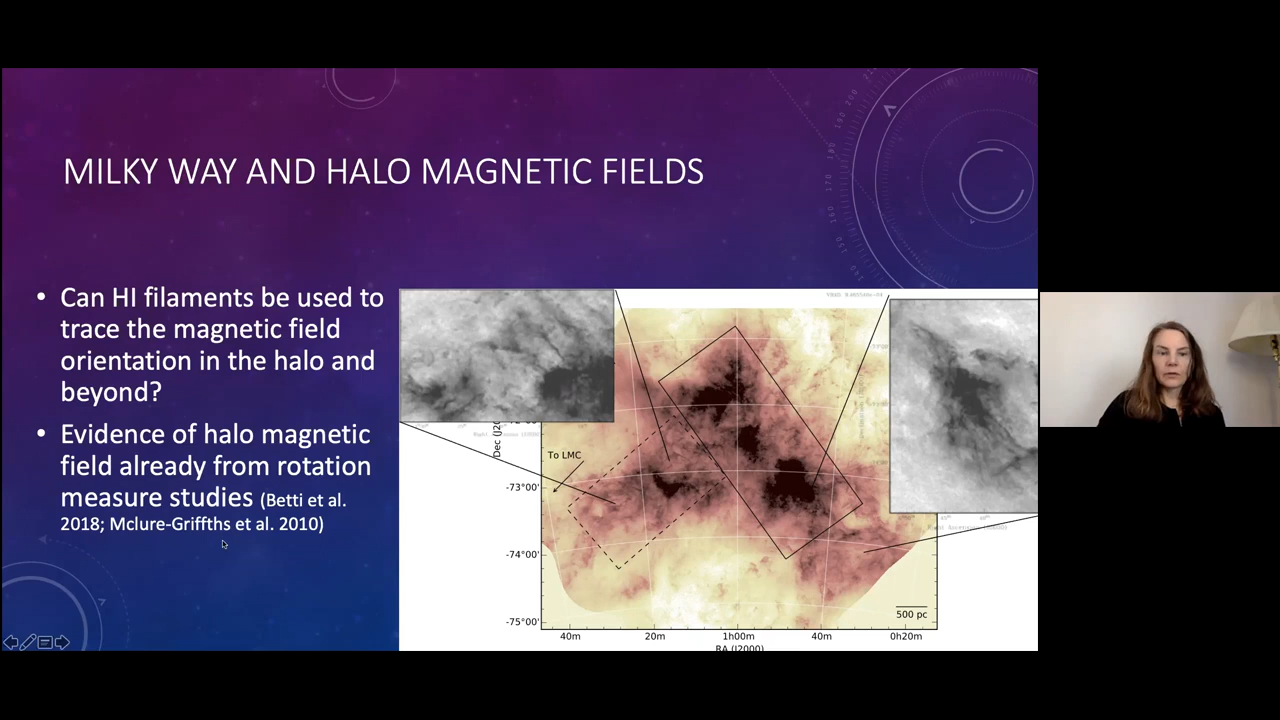 MILKY WAY AND HALO MAGNETIC FIELDS
• Can HI filaments be used to
trace the magnetic field
orientation in the halo and
beyond?
• Evidence of halo magnetic
field already from rotation
measure studies (Betti et al.
2018; Mclure-Griffths et al. 2010)
To LMC
-73°00'
-74°00'
-75°00'
500 pc
40m 20m 1h00m 40m 0h20m
RA (J2000)